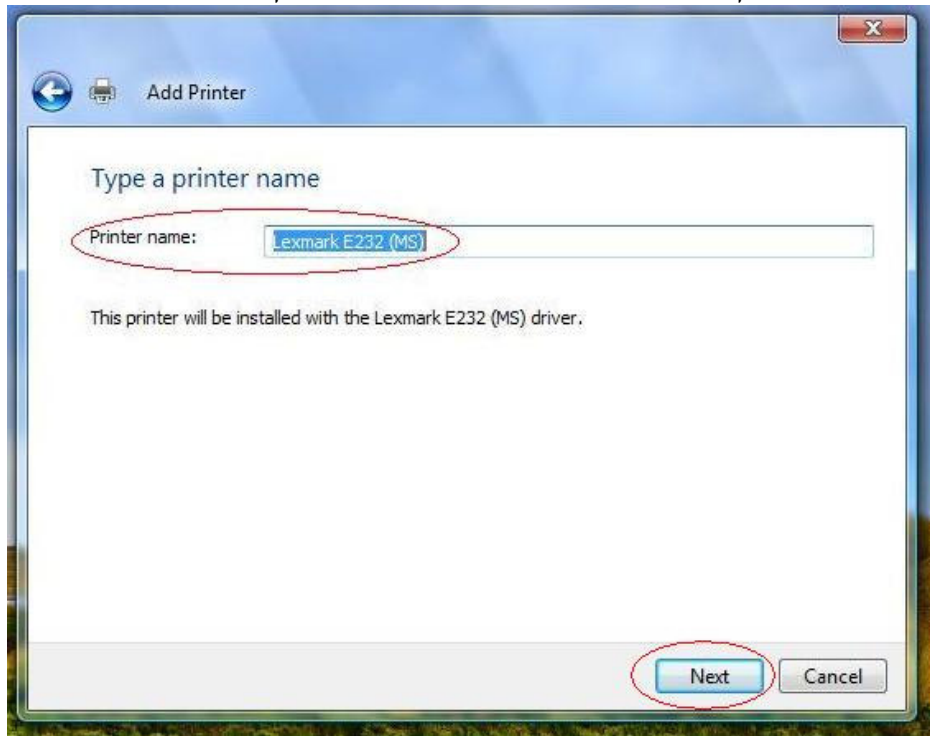 Add Printer
Type a printer name
Printer name: Lexmark E232 (MS)
This printer will be installed with the Lexmark E232 (MS) driver.
Next Cancel